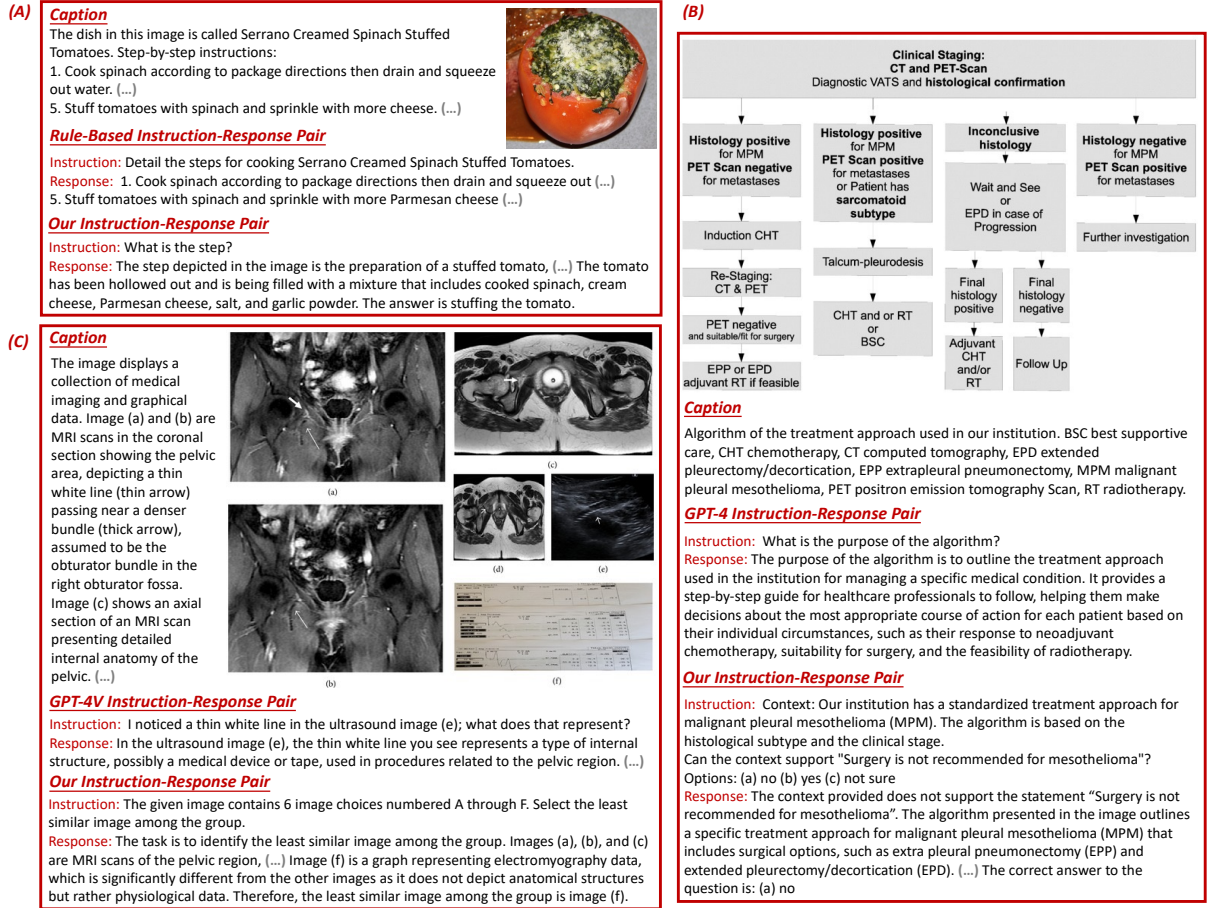 (A)
Caption
The dish in this image is called Serrano Creamed Spinach Stuffed
Tomatoes. Step-by-step instructions:
1. Cook spinach according to package directions then drain and squeeze
out water. (...)
5. Stuff tomatoes with spinach and sprinkle with more cheese. (...)
Rule-Based Instruction-Response Pair
Instruction: Detail the steps for cooking Serrano Creamed Spinach Stuffed Tomatoes.
Response: 1. Cook spinach according to package directions then drain and squeeze out (...)
5. Stuff tomatoes with spinach and sprinkle with more Parmesan cheese (...)
Our Instruction-Response Pair
Instruction: What is the step?
Response: The step depicted in the image is the preparation of a stuffed tomato, (...) The tomato
has been hollowed out and is being filled with a mixture that includes cooked spinach, cream
cheese, Parmesan cheese, salt, and garlic powder. The answer is stuffing the tomato.
(B)
Clinical Staging:
CT and PET-Scan
Diagnostic VATS and histological confirmation
Histology positive
for MPM
PET Scan negative
for metastases
Induction CHT
Re-Staging:
CT & PET
PET negative
and suitable/fit for surgery
EPP or EPD
adjuvant RT if feasible
Histology positive
for MPM
PET Scan positive
for metastases
or Patient has
sarcomatoid
subtype
Talcum-pleurodesis
CHT and or RT
or
BSC
Inconclusive
histology
Wait and See
or
EPD in case of
Progression
Final
histology
positive
Adjuvant
CHT
and/or
RT
Final
histology
negative
Follow Up
Histology negative
for MPM
PET Scan positive
for metastases
Further investigation
Caption
Algorithm of the treatment approach used in our institution. BSC best supportive
care, CHT chemotherapy, CT computed tomography, EPD extended
pleurectomy/decortication, EPP extrapleural pneumonectomy, MPM malignant
pleural mesothelioma, PET positron emission tomography Scan, RT radiotherapy.
GPT-4 Instruction-Response Pair
Instruction: What is the purpose of the algorithm?
Response: The purpose of the algorithm is to outline the treatment approach
used in the institution for managing a specific medical condition. It provides a
step-by-step guide for healthcare professionals to follow, helping them make
decisions about the most appropriate course of action for each patient based on
their individual circumstances, such as their response to neoadjuvant
chemotherapy, suitability for surgery, and the feasibility of radiotherapy.
Our Instruction-Response Pair
Instruction: Context: Our institution has a standardized treatment approach for
malignant pleural mesothelioma (MPM). The algorithm is based on the
histological subtype and the clinical stage.
Can the context support "Surgery is not recommended for mesothelioma"?
Options: (a) no (b) yes (c) not sure
Response: The context provided does not support the statement “Surgery is not
recommended for mesothelioma”. The algorithm presented in the image outlines
a specific treatment approach for malignant pleural mesothelioma (MPM) that
includes surgical options, such as extra pleural pneumonectomy (EPP) and
extended pleurectomy/decortication (EPD). (...) The correct answer to the
question is: (a) no
(C)
Caption
The image displays a
collection of medical
imaging and graphical
data. Image (a) and (b) are
MRI scans in the coronal
section showing the pelvic
area, depicting a thin
white line (thin arrow)
passing near a denser
bundle (thick arrow),
assumed to be the
obturator bundle in the
right obturator fossa.
Image (c) shows an axial
section of an MRI scan
presenting detailed
internal anatomy of the
pelvic. (...)
(a)
(b)
(c)
(d)
(e)
(f)
GPT-4V Instruction-Response Pair
Instruction: I noticed a thin white line in the ultrasound image (e); what does that represent?
Response: In the ultrasound image (e), the thin white line you see represents a type of internal
structure, possibly a medical device or tape, used in procedures related to the pelvic region. (...)
Our Instruction-Response Pair
Instruction: The given image contains 6 image choices numbered A through F. Select the least
similar image among the group.
Response: The task is to identify the least similar image among the group. Images (a), (b), and (c)
are MRI scans of the pelvic region, (...) Image (f) is a graph representing electromyography data,
which is significantly different from the other images as it does not depict anatomical structures
but rather physiological data. Therefore, the least similar image among the group is image (f).